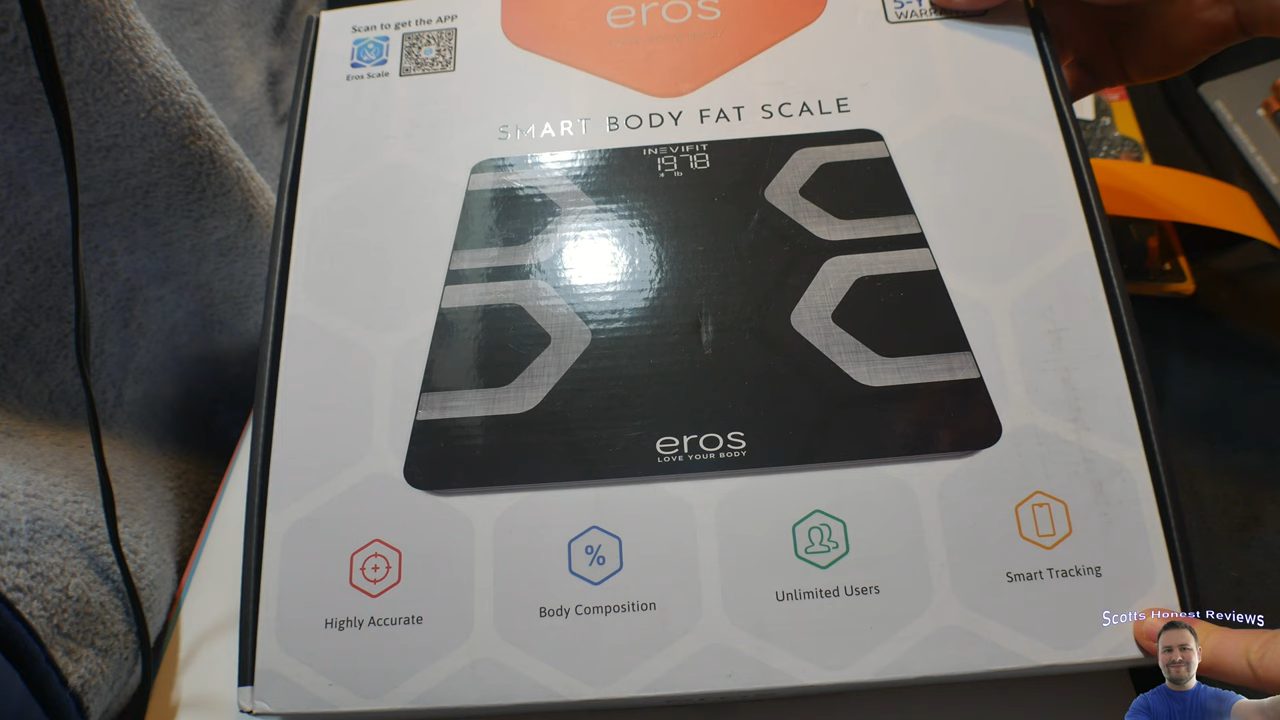 Scan to get the APP
Eros Scale
eros
SMART BODY FAT SCALE
INEVIFIT
197.8
lb
eros
LOVE YOUR BODY
Highly Accurate
Body Composition
Unlimited Users
Smart Tracking
Scotts Honest Reviews